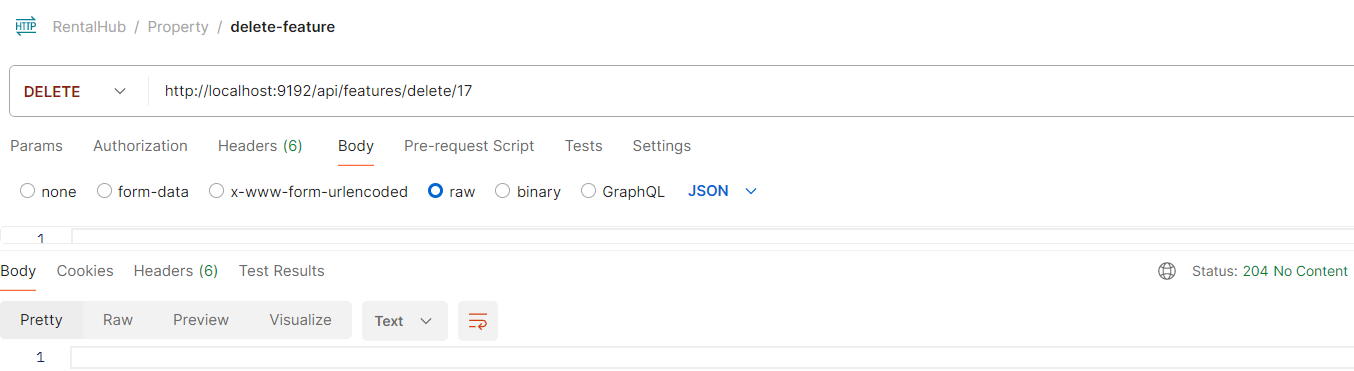 HTTP RentalHub / Property / delete-feature
DELETE http://localhost:9192/api/features/delete/17
Params Authorization Headers (6) Body Pre-request Script Tests Settings
none form-data x-www-form-urlencoded raw binary GraphQL JSON
1
Body Cookies Headers (6) Test Results Status: 204 No Content
Pretty Raw Preview Visualize Text
1